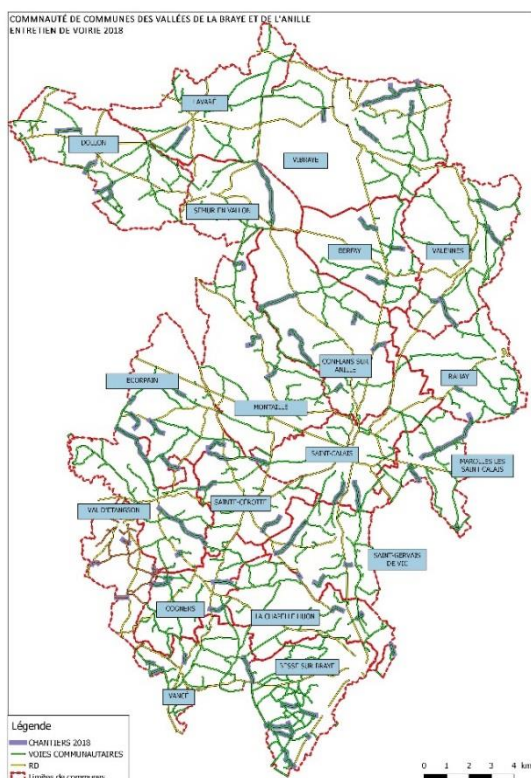 COMMNAUTÉ DE COMMUNES DES VALLÉES DE LA BRAYE ET DE L'ANILLE
ENTRETIEN DE VOIRIE 2018
LAVARÉ
DOLLON
VIBRAYE
SEMUR EN VALLON
BERFAY
VALENNES
CONFLANS SUR
ANILLE
RAHAY
ECORPAIN
MONTAILLE
SAINT-CALAIS
MAROLLES LES
SAINT CALAIS
SAINTE-CEROTTE
VAL D'ETANGSON
SAINT-GERVAIS
DE VIC
COGNERS
LA CHAPELLE HUON
BESSE SUR BRAYE
VANCÉ
Légende
CHANTIERS 2018
VOIES COMMUNAUTAIRES
RD
Limites de communes
0 1 2 3 4 km